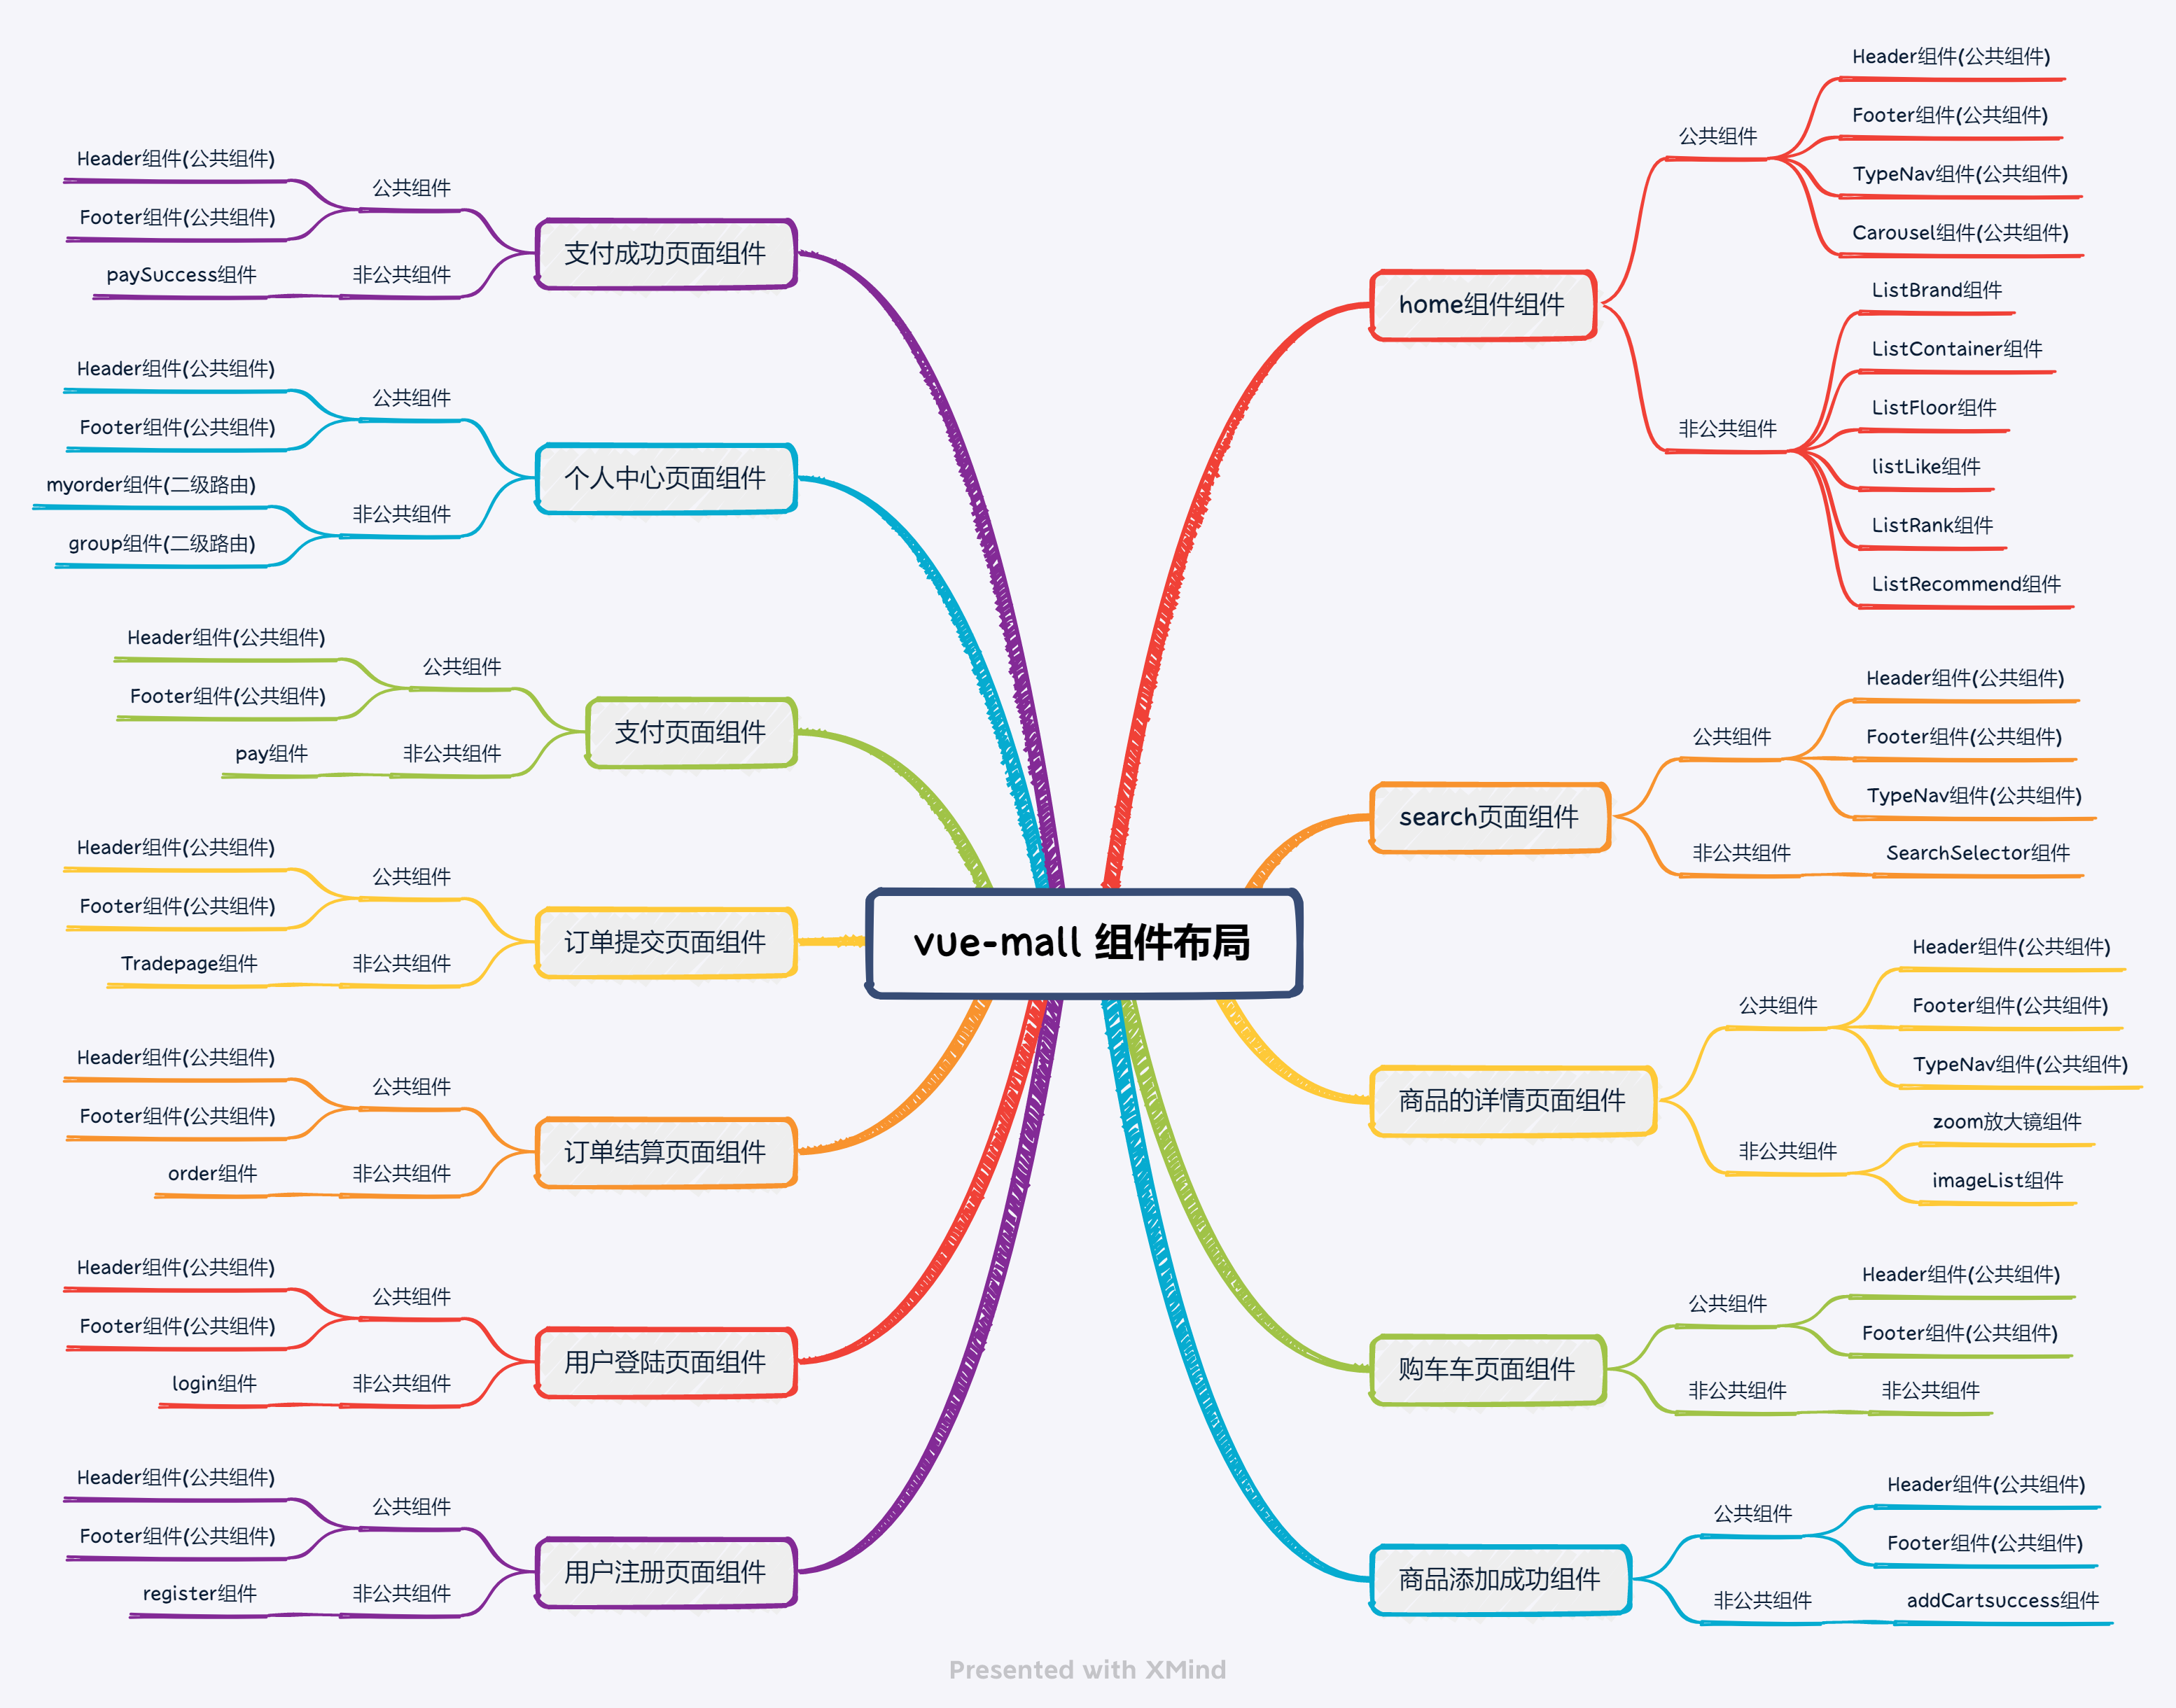 vue-mall 组件布局
home组件组件
公共组件
Header组件(公共组件)
Footer组件(公共组件)
TypeNav组件(公共组件)
Carousel组件(公共组件)
非公共组件
ListBrand组件
ListContainer组件
ListFloor组件
listLike组件
ListRank组件
ListRecommend组件
search页面组件
公共组件
Header组件(公共组件)
Footer组件(公共组件)
TypeNav组件(公共组件)
非公共组件
SearchSelector组件
商品的详情页面组件
公共组件
Header组件(公共组件)
Footer组件(公共组件)
TypeNav组件(公共组件)
非公共组件
zoom放大镜组件
imageList组件
购车车页面组件
公共组件
Header组件(公共组件)
Footer组件(公共组件)
非公共组件
非公共组件
商品添加成功组件
公共组件
Header组件(公共组件)
Footer组件(公共组件)
非公共组件
addCartsuccess组件
支付成功页面组件
公共组件
Header组件(公共组件)
Footer组件(公共组件)
非公共组件
paySuccess组件
个人中心页面组件
公共组件
Header组件(公共组件)
Footer组件(公共组件)
非公共组件
myorder组件(二级路由)
group组件(二级路由)
支付页面组件
公共组件
Header组件(公共组件)
Footer组件(公共组件)
非公共组件
pay组件
订单提交页面组件
公共组件
Header组件(公共组件)
Footer组件(公共组件)
非公共组件
Tradepage组件
订单结算页面组件
公共组件
Header组件(公共组件)
Footer组件(公共组件)
非公共组件
order组件
用户登陆页面组件
公共组件
Header组件(公共组件)
Footer组件(公共组件)
非公共组件
login组件
用户注册页面组件
公共组件
Header组件(公共组件)
Footer组件(公共组件)
非公共组件
register组件
Presented with XMind